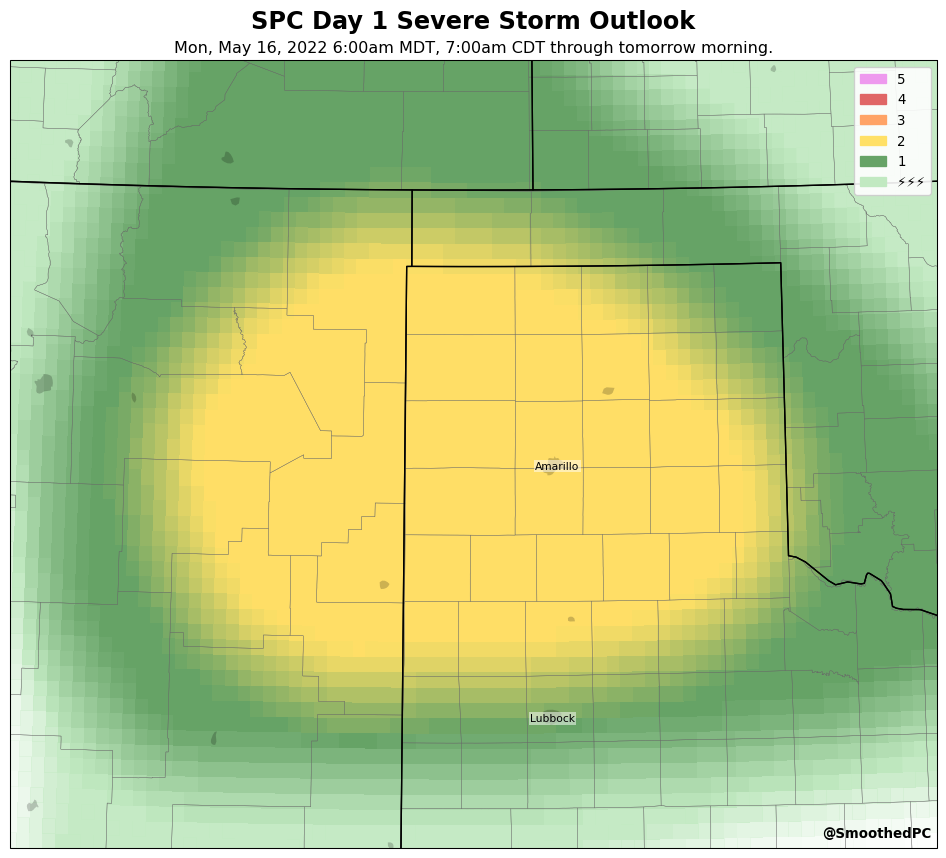 SPC Day 1 Severe Storm Outlook
Mon, May 16, 2022 6:00am MDT, 7:00am CDT through tomorrow morning.
5
4
3
2
1
⚡⚡⚡
Amarillo
Lubbock
@SmoothedPC